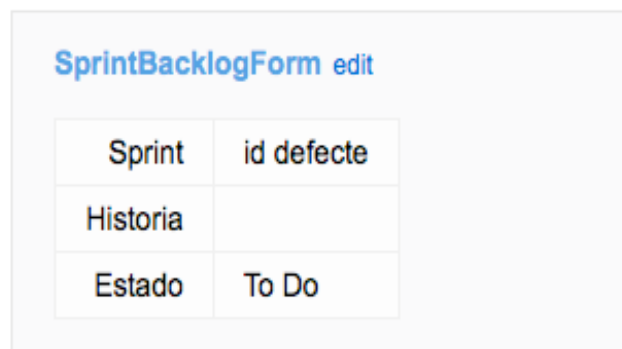 SprintBacklogForm edit
Sprint id defecte
Historia
Estado To Do